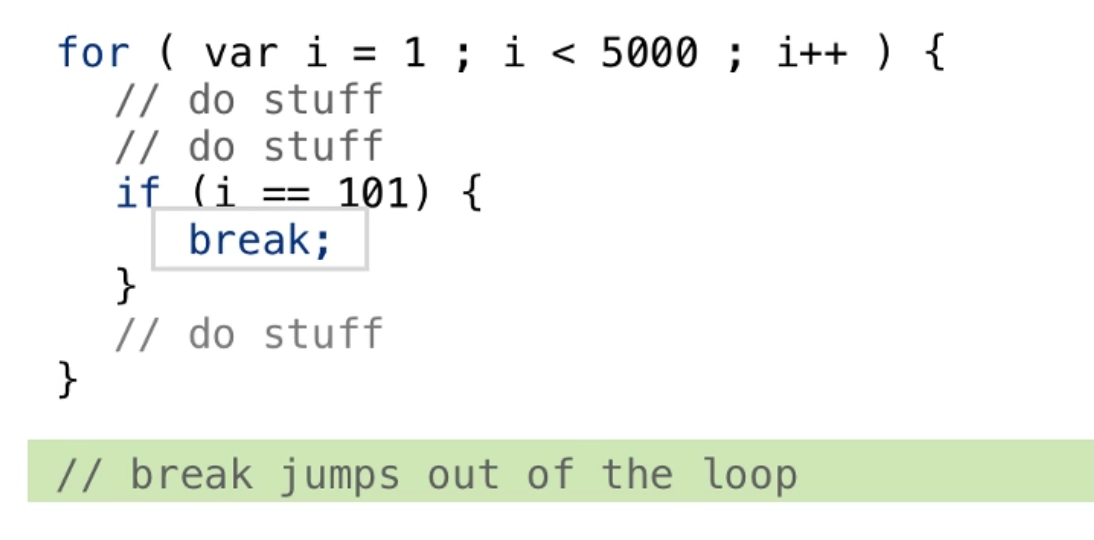 for ( var i = 1 ; i < 5000 ; i++ ) {
// do stuff
// do stuff
if (i == 101) {
break;
}
// do stuff
}
// break jumps out of the loop